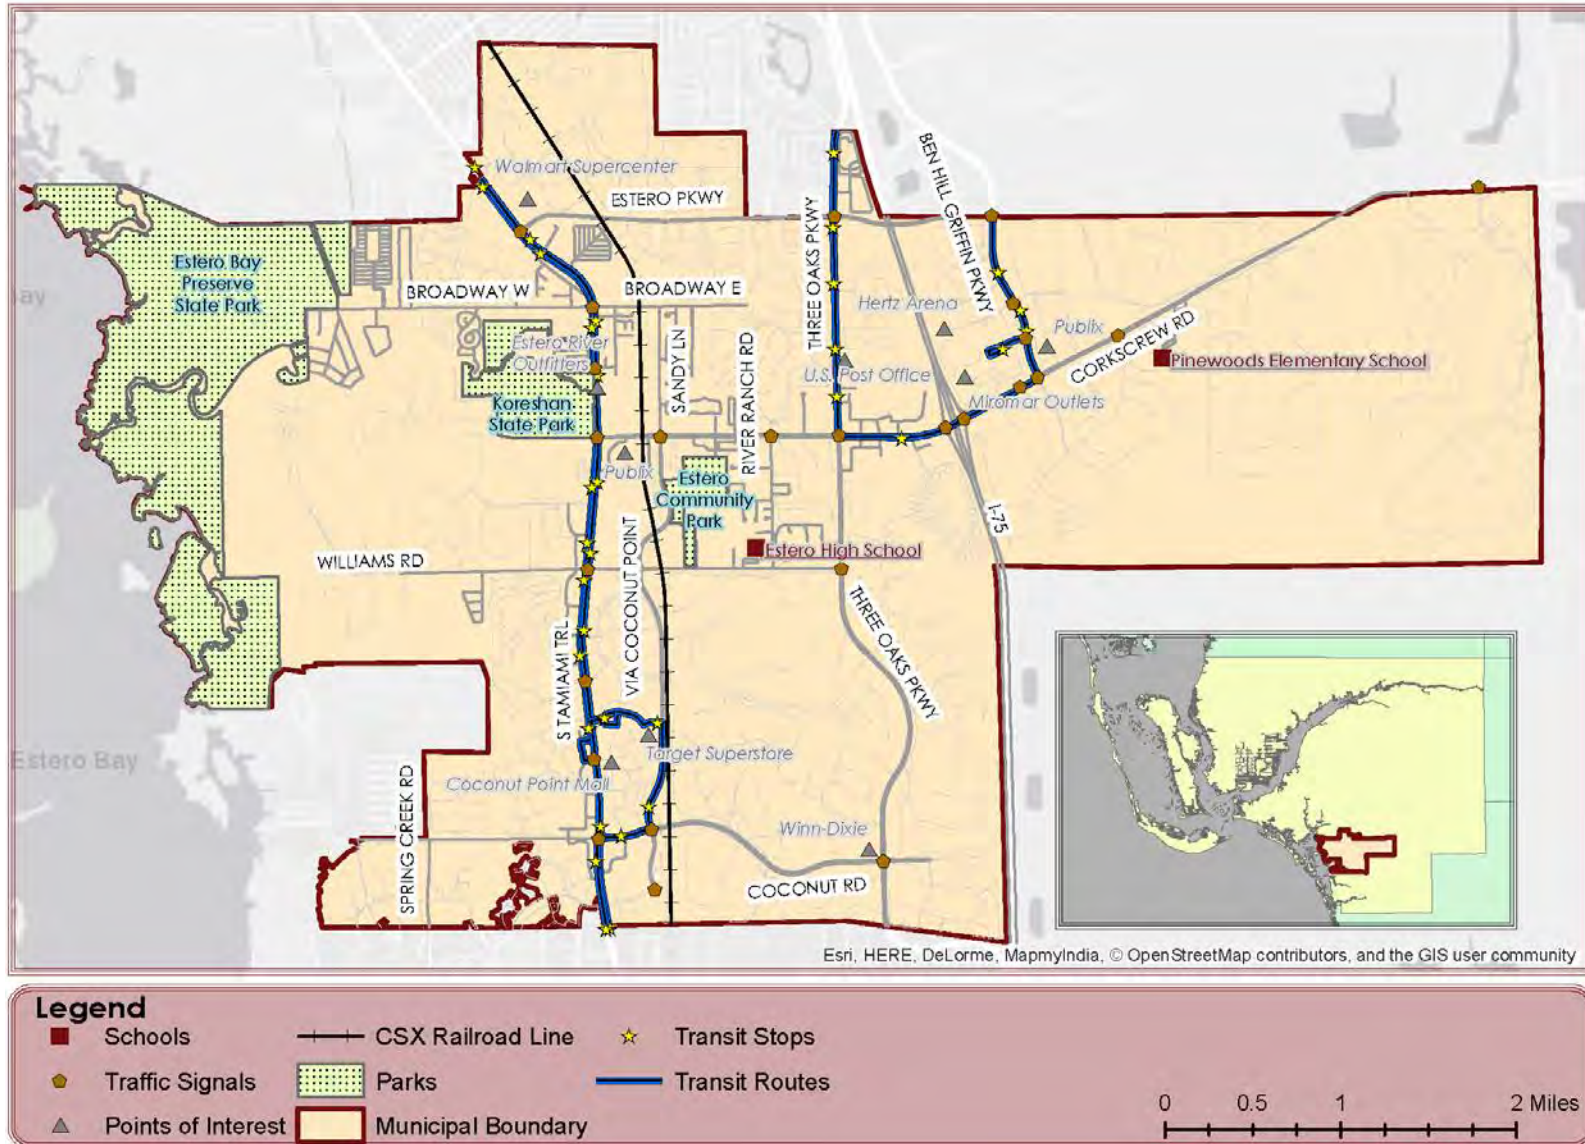 Walmart Supercenter
ESTERO PKWY
BEN HILL GRIFFIN PKWY
THREE OAKS PKWY
Estero Bay
Preserve
State Park
BROADWAY W
BROADWAY E
Hertz Arena
Publix
Estero River
Outfitters
SANDY LN
RIVER RANCH RD
U.S. Post Office
CORKSCREW RD
Pinewoods Elementary School
Miromar Outlets
Koreshan
State Park
Publix
Estero
Community
Park
I-75
Estero High School
WILLIAMS RD
VIA COCONUT POINT
THREE OAKS PKWY
S TAMIAMI TRL
Target Superstore
Estero Bay
Coconut Point Mall
SPRING CREEK RD
Winn-Dixie
COCONUT RD
Esri, HERE, DeLorme, MapmyIndia, © OpenStreetMap contributors, and the GIS user community
Legend
Schools
CSX Railroad Line
Transit Stops
Traffic Signals
Parks
Transit Routes
Points of Interest
Municipal Boundary
0 0.5 1 2 Miles